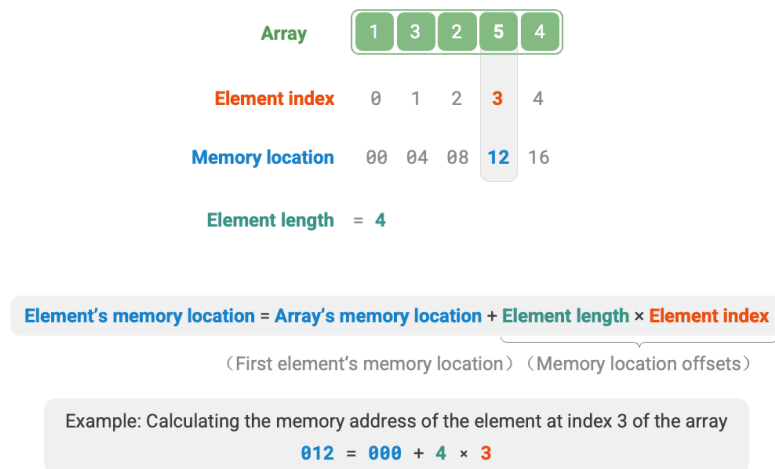 Array 1 3 2 5 4
Element index 0 1 2 3 4
Memory location 00 04 08 12 16
Element length = 4
Element’s memory location = Array’s memory location + Element length × Element index
（First element’s memory location）（Memory location offsets）
Example: Calculating the memory address of the element at index 3 of the array
012 = 000 + 4 × 3